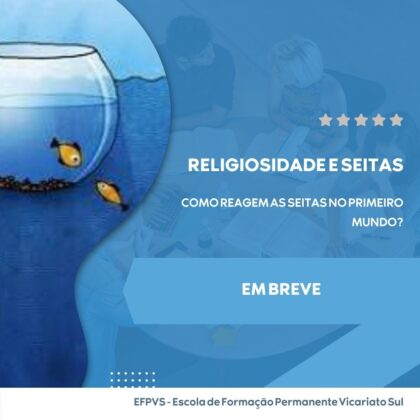 RELIGIOSIDADE E SEITAS
COMO REAGEM AS SEITAS NO PRIMEIRO
MUNDO?
EM BREVE
EFPVS - Escola de Formação Permanente Vicariato Sul